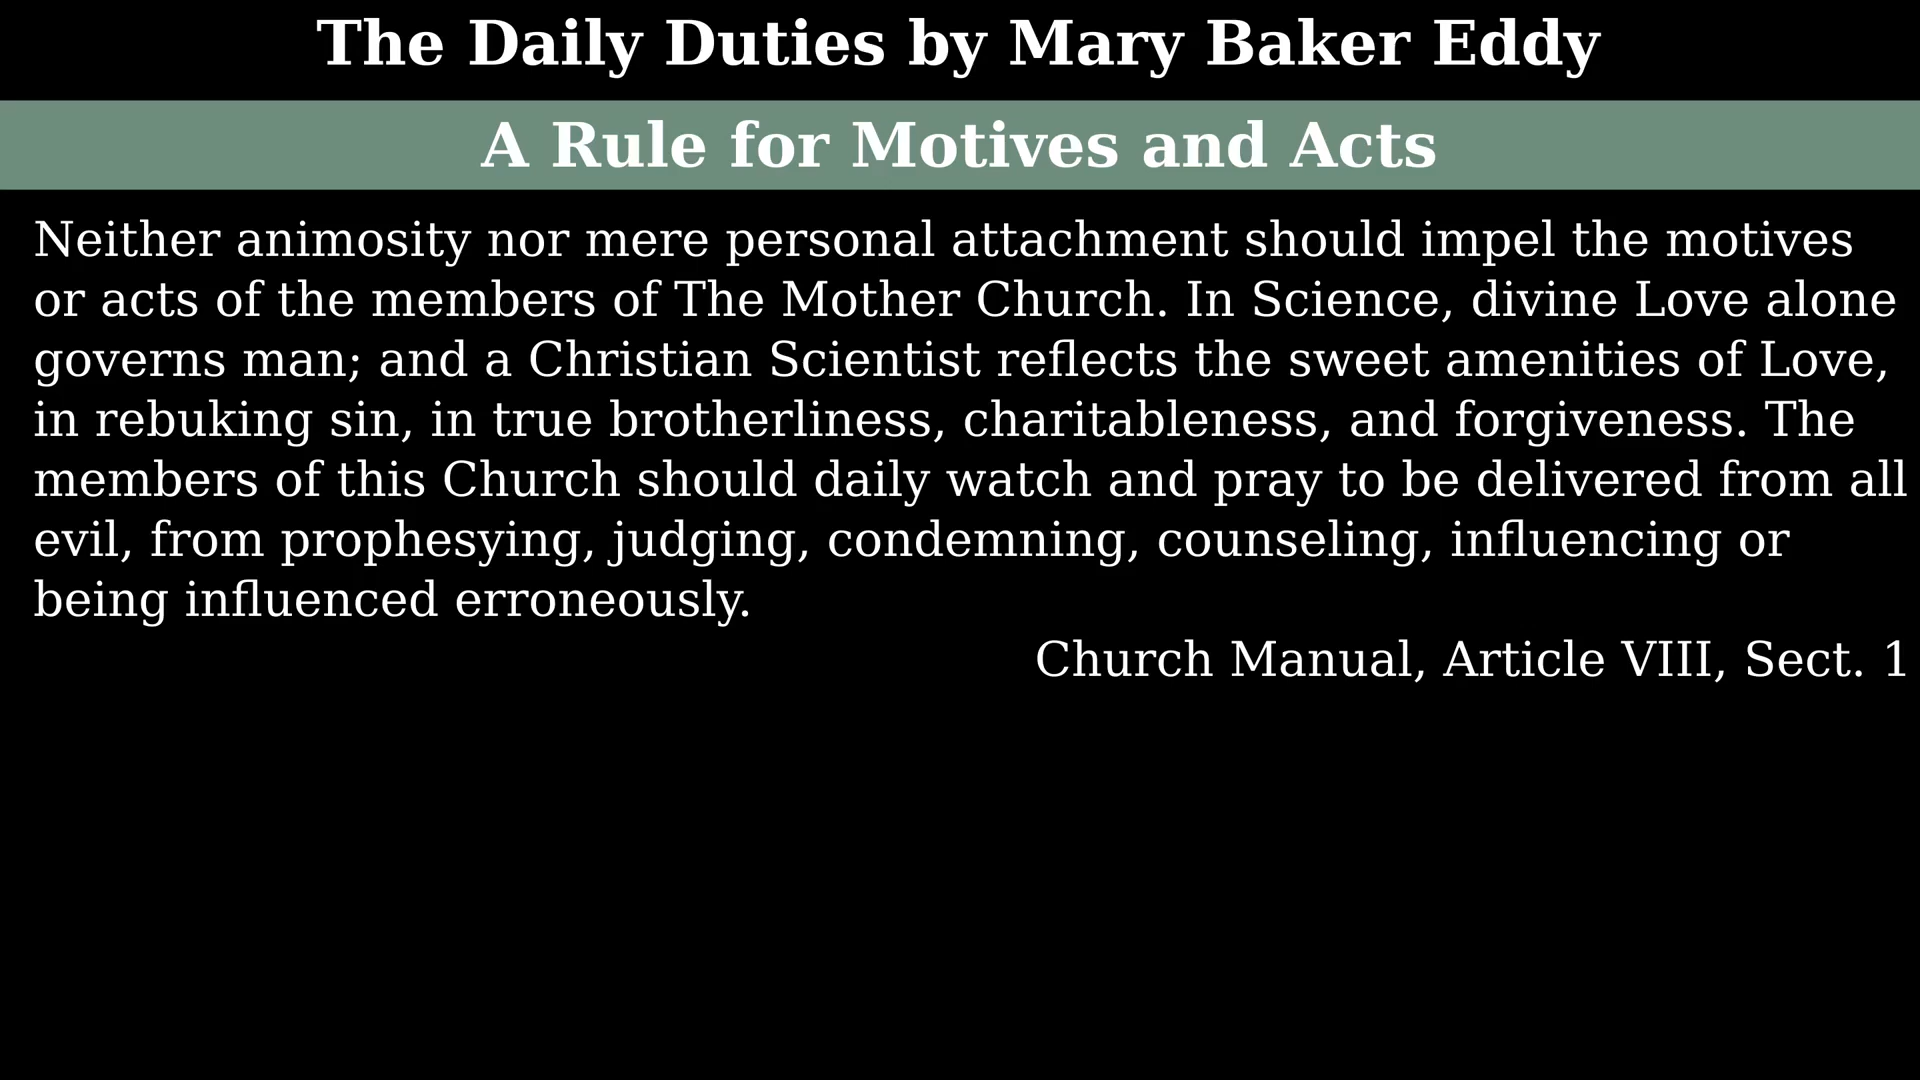 The Daily Duties by Mary Baker Eddy
A Rule for Motives and Acts
Neither animosity nor mere personal attachment should impel the motives
or acts of the members of The Mother Church. In Science, divine Love alone
governs man; and a Christian Scientist reflects the sweet amenities of Love,
in rebuking sin, in true brotherliness, charitableness, and forgiveness. The
members of this Church should daily watch and pray to be delivered from all
evil, from prophesying, judging, condemning, counseling, influencing or
being influenced erroneously.
Church Manual, Article VIII, Sect. 1